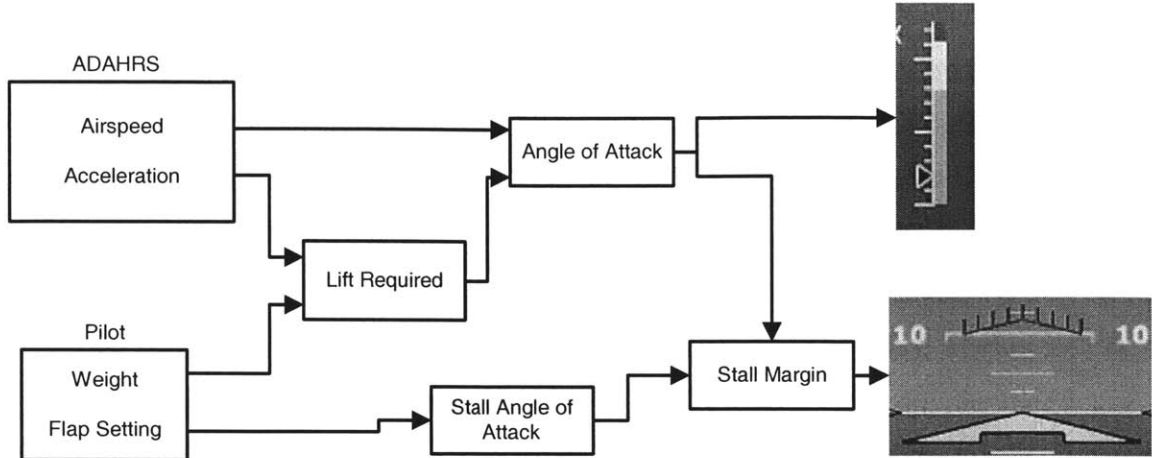 ADAHRS
Airspeed
Acceleration
Angle of Attack
Lift Required
Pilot
Weight
Flap Setting
Stall Angle of
Attack
Stall Margin
X
10 10